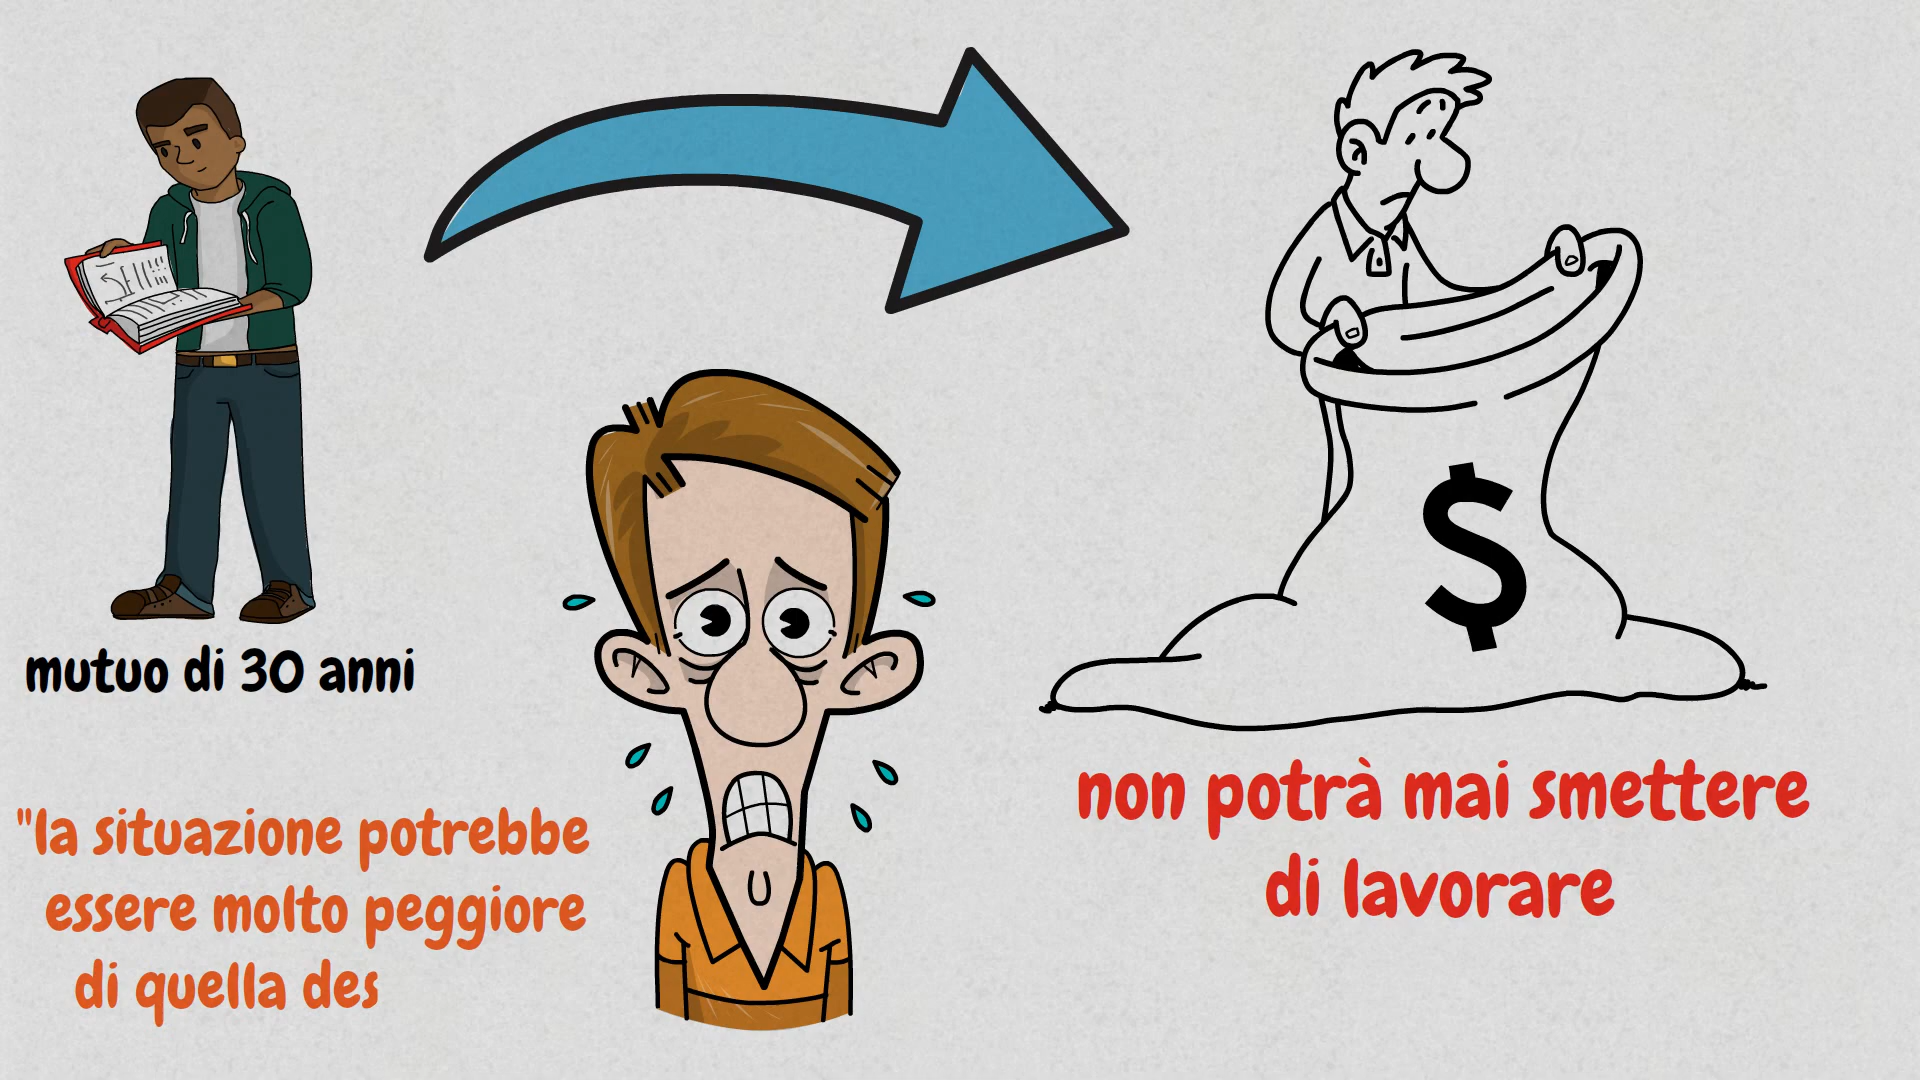 mutuo di 30 anni
"la situazione potrebbe
essere molto peggiore
di quella des
non potrà mai smettere
di lavorare
$